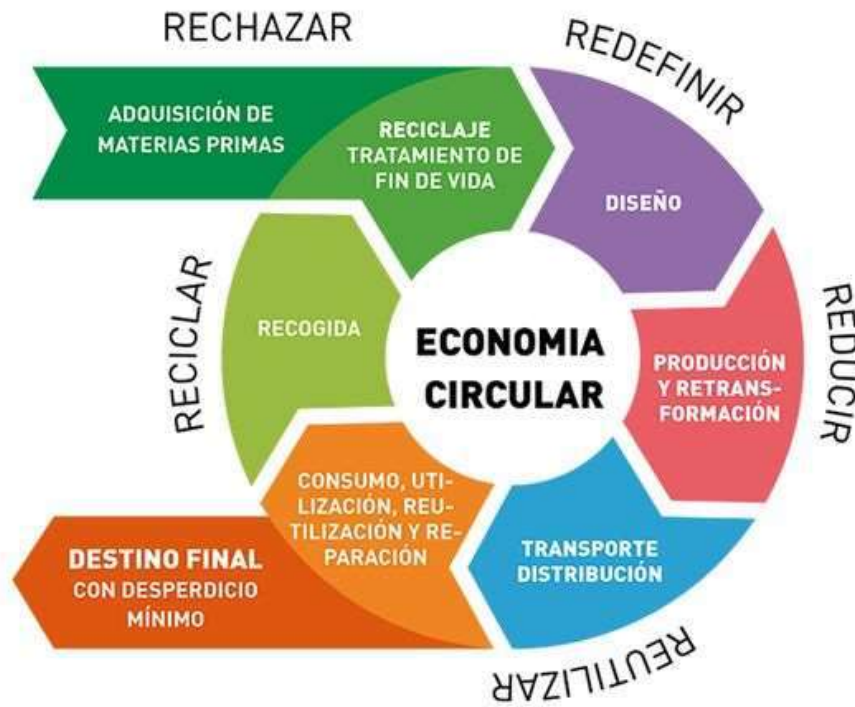 RECHAZAR
REDEFINIR
ADQUISICIÓN DE
MATERIAS PRIMAS
RECICLAJE
TRATAMIENTO DE
FIN DE VIDA
DISEÑO
RECICLAR
RECOGIDA
ECONOMIA
CIRCULAR
REDUCIR
PRODUCCIÓN
Y RETRANS-
FORMACIÓN
CONSUMO, UTI-
LIZACIÓN, REU-
TILIZACIÓN Y RE-
PARACIÓN
TRANSPORTE
DISTRIBUCIÓN
DESTINO FINAL
CON DESPERDICIO
MÍNIMO
REUTILIZAR